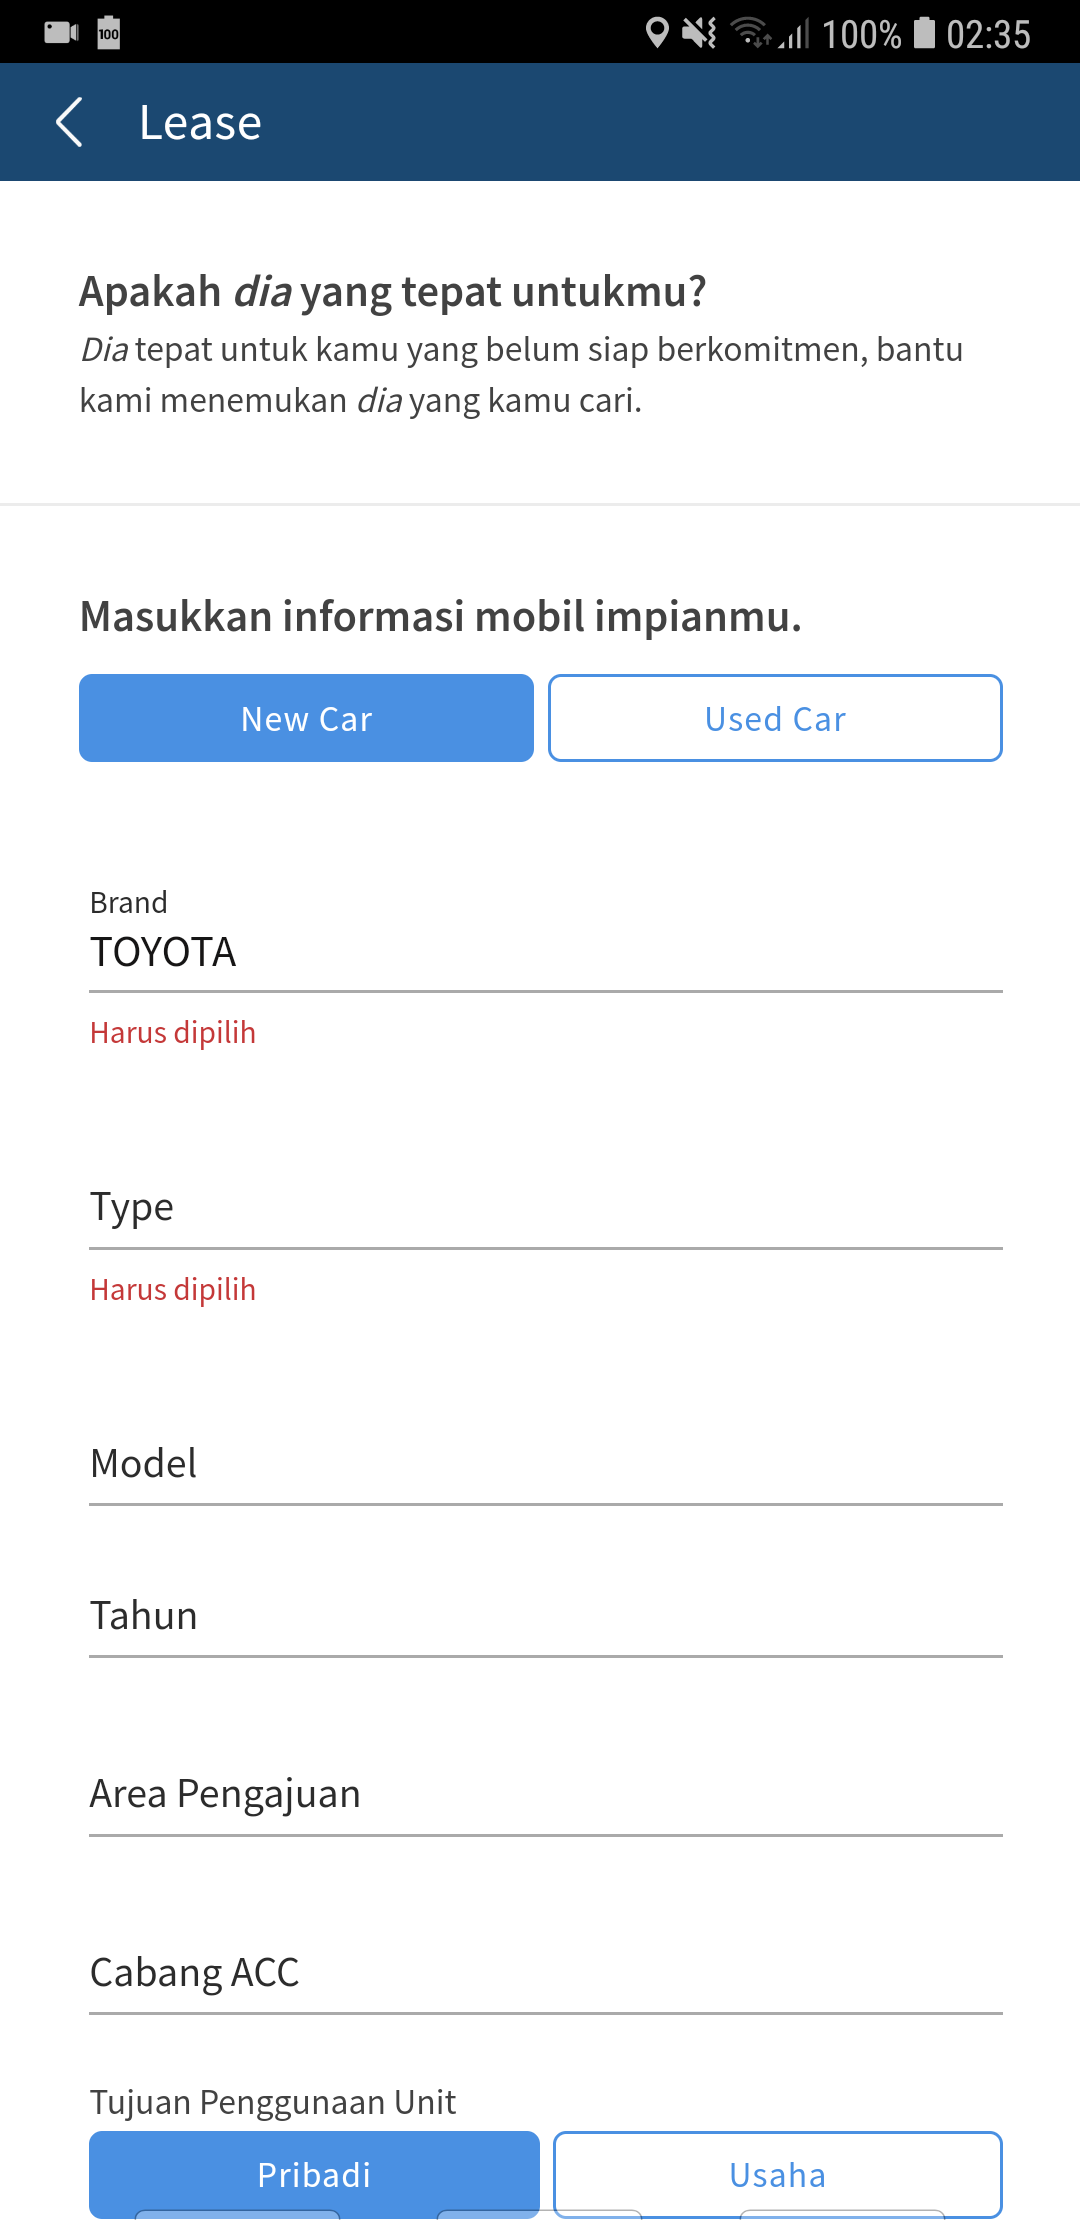 100 100% 02:35
Lease
Apakah dia yang tepat untukmu?
Dia tepat untuk kamu yang belum siap berkomitmen, bantu
kami menemukan dia yang kamu cari.
Masukkan informasi mobil impianmu.
New Car Used Car
Brand
TOYOTA
Harus dipilih
Type
Harus dipilih
Model
Tahun
Area Pengajuan
Cabang ACC
Tujuan Penggunaan Unit
Pribadi Usaha